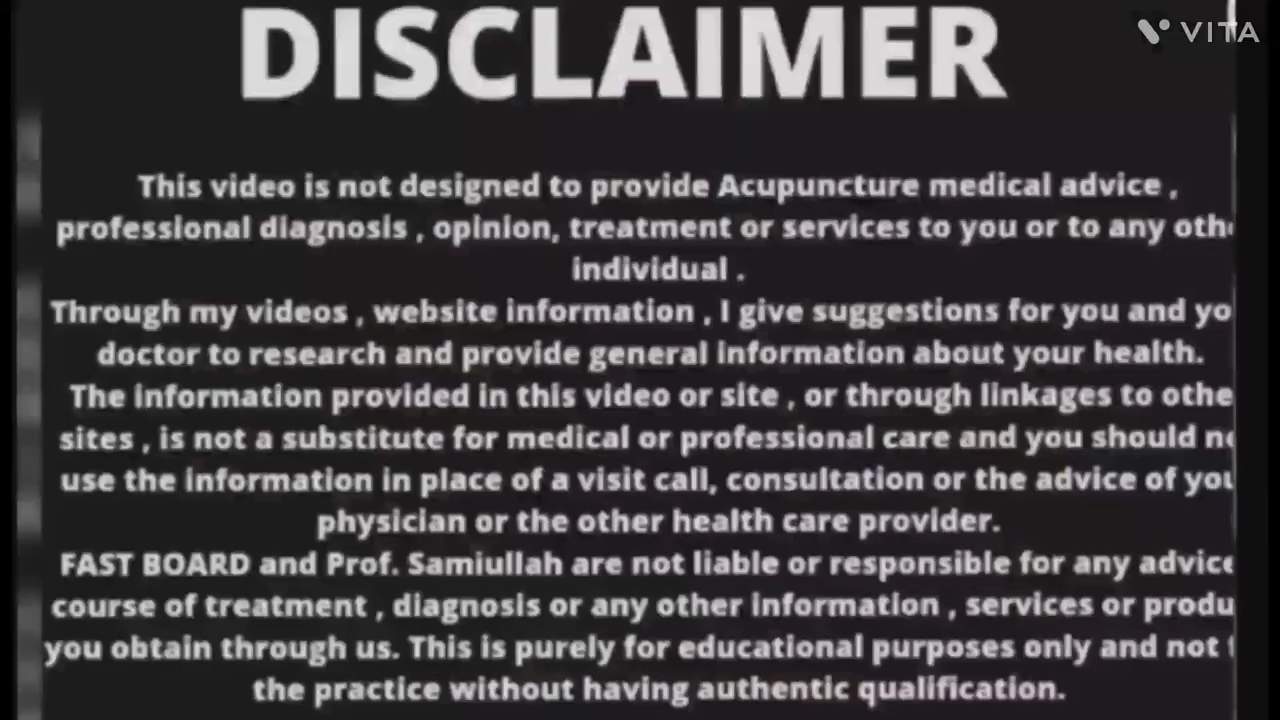 DISCLAIMER
VITA
This video is not designed to provide Acupuncture medical advice ,
professional diagnosis , opinion, treatment or services to you or to any oth
individual .
Through my videos , website information , I give suggestions for you and yo
doctor to research and provide general information about your health.
The information provided in this video or site , or through linkages to othe
sites , is not a substitute for medical or professional care and you should n
use the information in place of a visit call, consultation or the advice of you
physician or the other health care provider.
FAST BOARD and Prof. Samiullah are not liable or responsible for any advice
course of treatment , diagnosis or any other information , services or produ
you obtain through us. This is purely for educational purposes only and not
the practice without having authentic qualification.